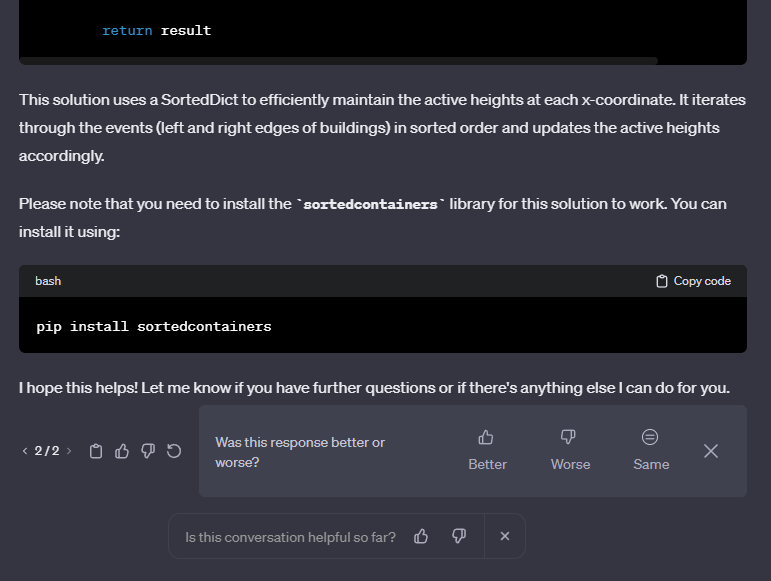 return result
This solution uses a SortedDict to efficiently maintain the active heights at each x-coordinate. It iterates
through the events (left and right edges of buildings) in sorted order and updates the active heights
accordingly.
Please note that you need to install the `sortedcontainers` library for this solution to work. You can
install it using:
bash
Copy code
pip install sortedcontainers
I hope this helps! Let me know if you have further questions or if there's anything else I can do for you.
2 / 2
Was this response better or
worse?
Better
Worse
Same
Is this conversation helpful so far?